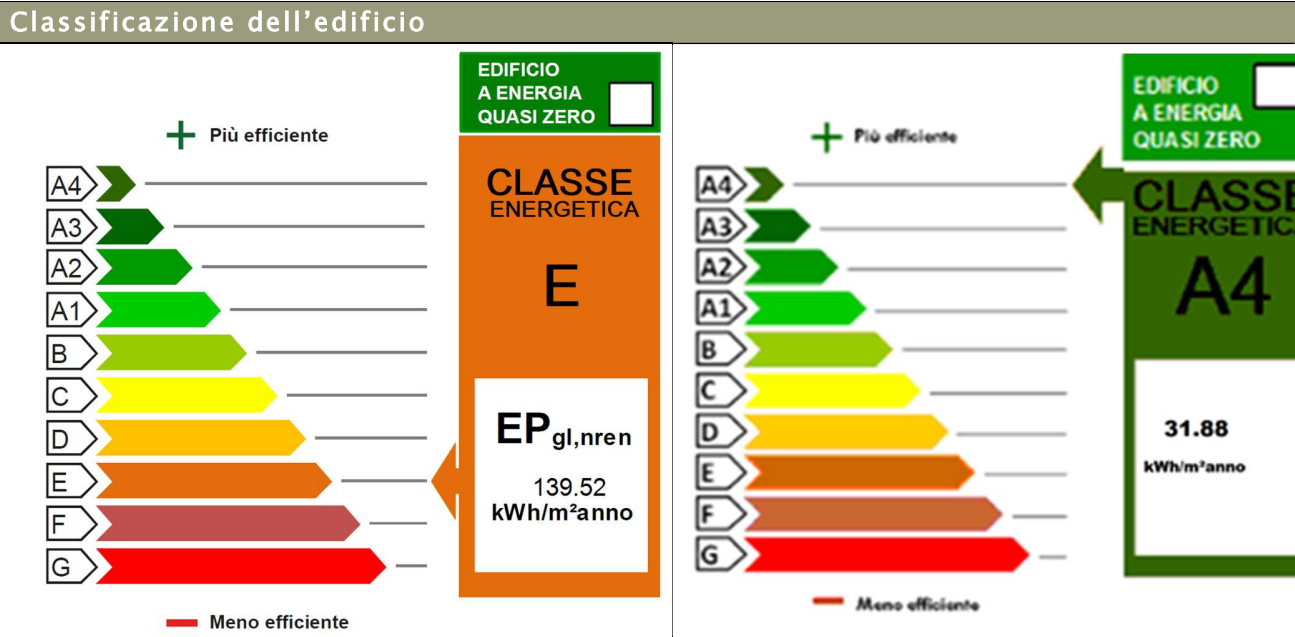 Classificazione dell'edificio
EDIFICIO
A ENERGIA
QUASI ZERO
Più efficiente
A4
A3
A2
A1
B
C
D
E
F
G
Meno efficiente
CLASSE
ENERGETICA
E
EPgl,nren
139.52
kWh/m²anno
EDIFICIO
A ENERGIA
QUASI ZERO
Più efficiente
A4
A3
A2
A1
B
C
D
E
F
G
Meno efficiente
CLASSE
ENERGETICA
A4
31.88
kWh/m²anno